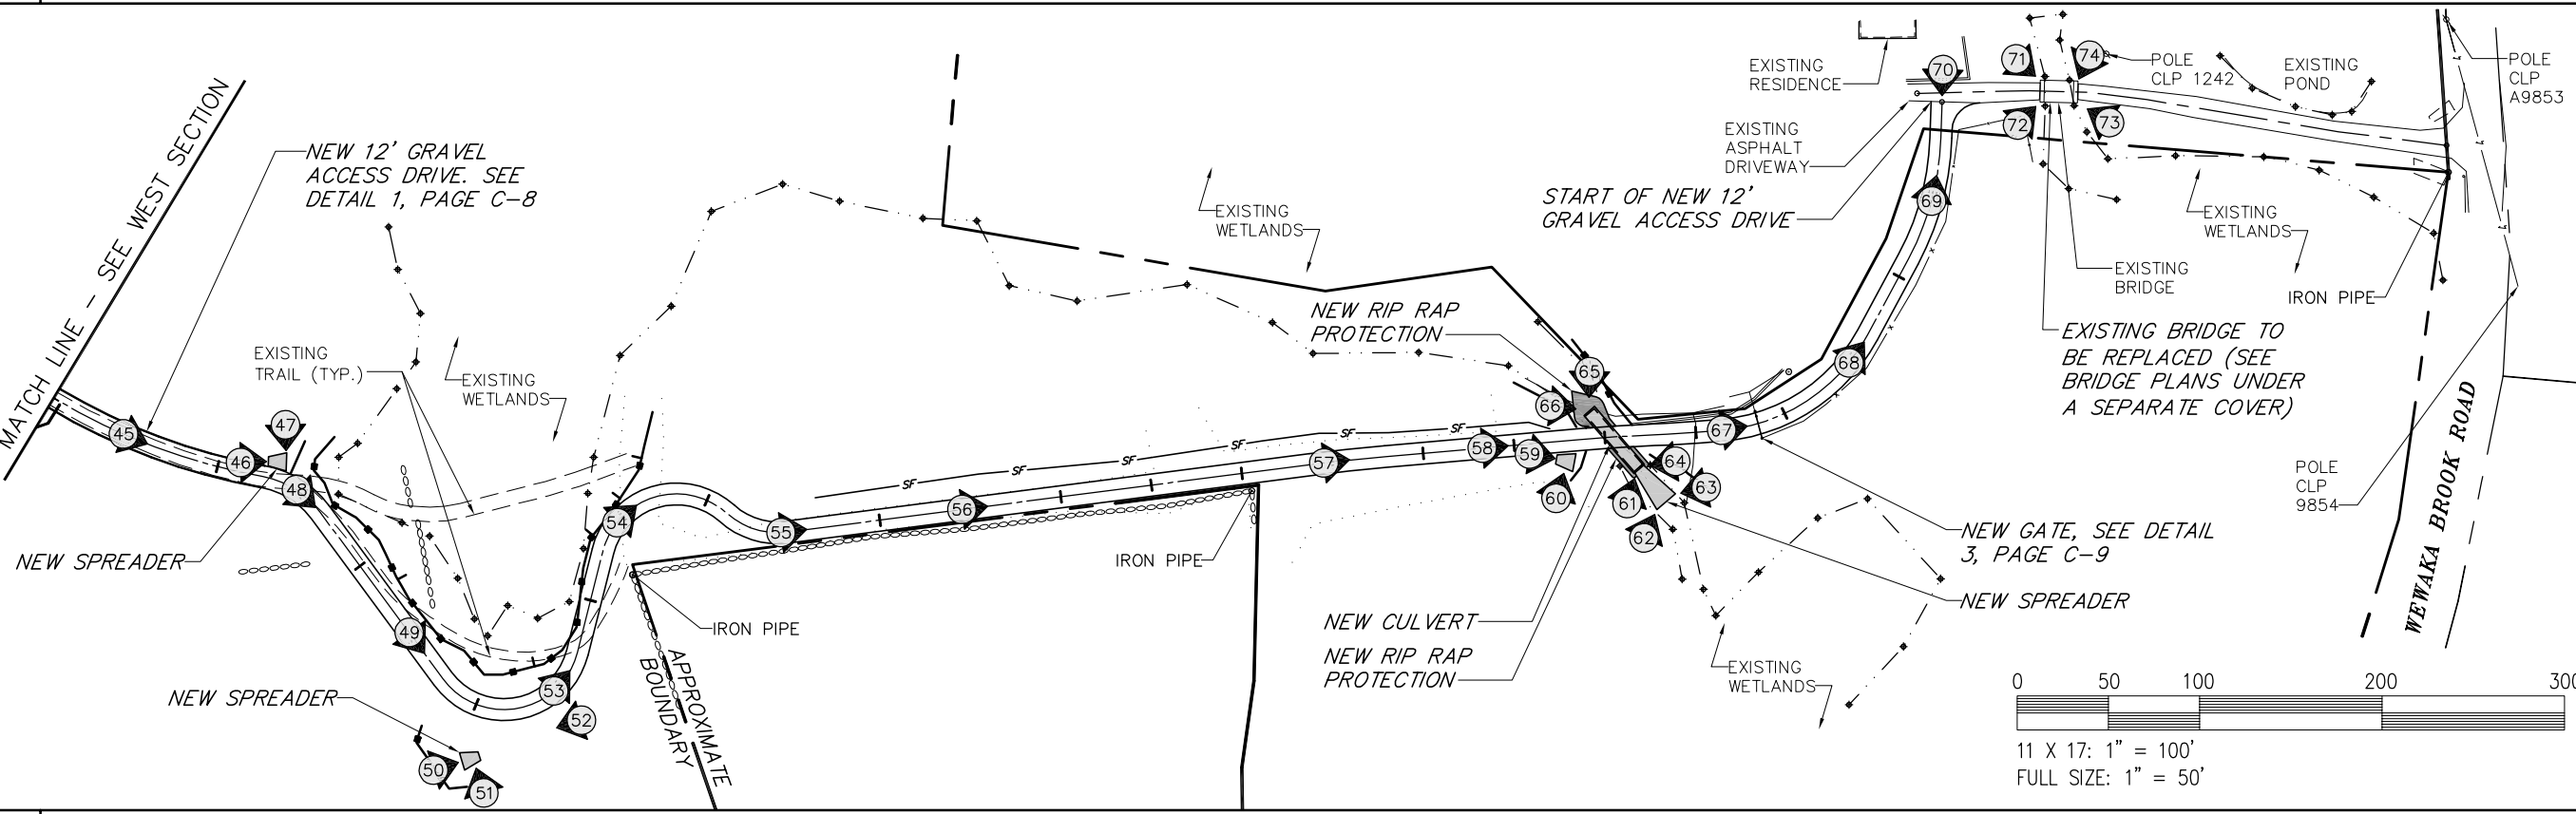 MATCH LINE - SEE WEST SECTION
NEW 12' GRAVEL
ACCESS DRIVE. SEE
DETAIL 1, PAGE C-8
EXISTING
TRAIL (TYP.)
EXISTING
WETLANDS
45
46
47
48
NEW SPREADER
49
NEW SPREADER
50
51
52
53
54
IRON PIPE
APPROXIMATE
BOUNDARY
55
56
57
58
SF
SF
SF
SF
SF
SF
IRON PIPE
EXISTING
WETLANDS
NEW RIP RAP
PROTECTION
59
60
61
62
63
64
65
66
67
68
69
70
NEW CULVERT
NEW RIP RAP
PROTECTION
START OF NEW 12'
GRAVEL ACCESS DRIVE
EXISTING
RESIDENCE
EXISTING
ASPHALT
DRIVEWAY
71
72
73
74
POLE
CLP 1242
EXISTING
POND
POLE
CLP
A9853
EXISTING
WETLANDS
EXISTING
BRIDGE
IRON PIPE
EXISTING BRIDGE TO
BE REPLACED (SEE
BRIDGE PLANS UNDER
A SEPARATE COVER)
POLE
CLP
9854
WEWAKA BROOK ROAD
NEW GATE, SEE DETAIL
3, PAGE C-9
NEW SPREADER
EXISTING
WETLANDS
0 50 100 200 300
11 X 17: 1" = 100'
FULL SIZE: 1" = 50'